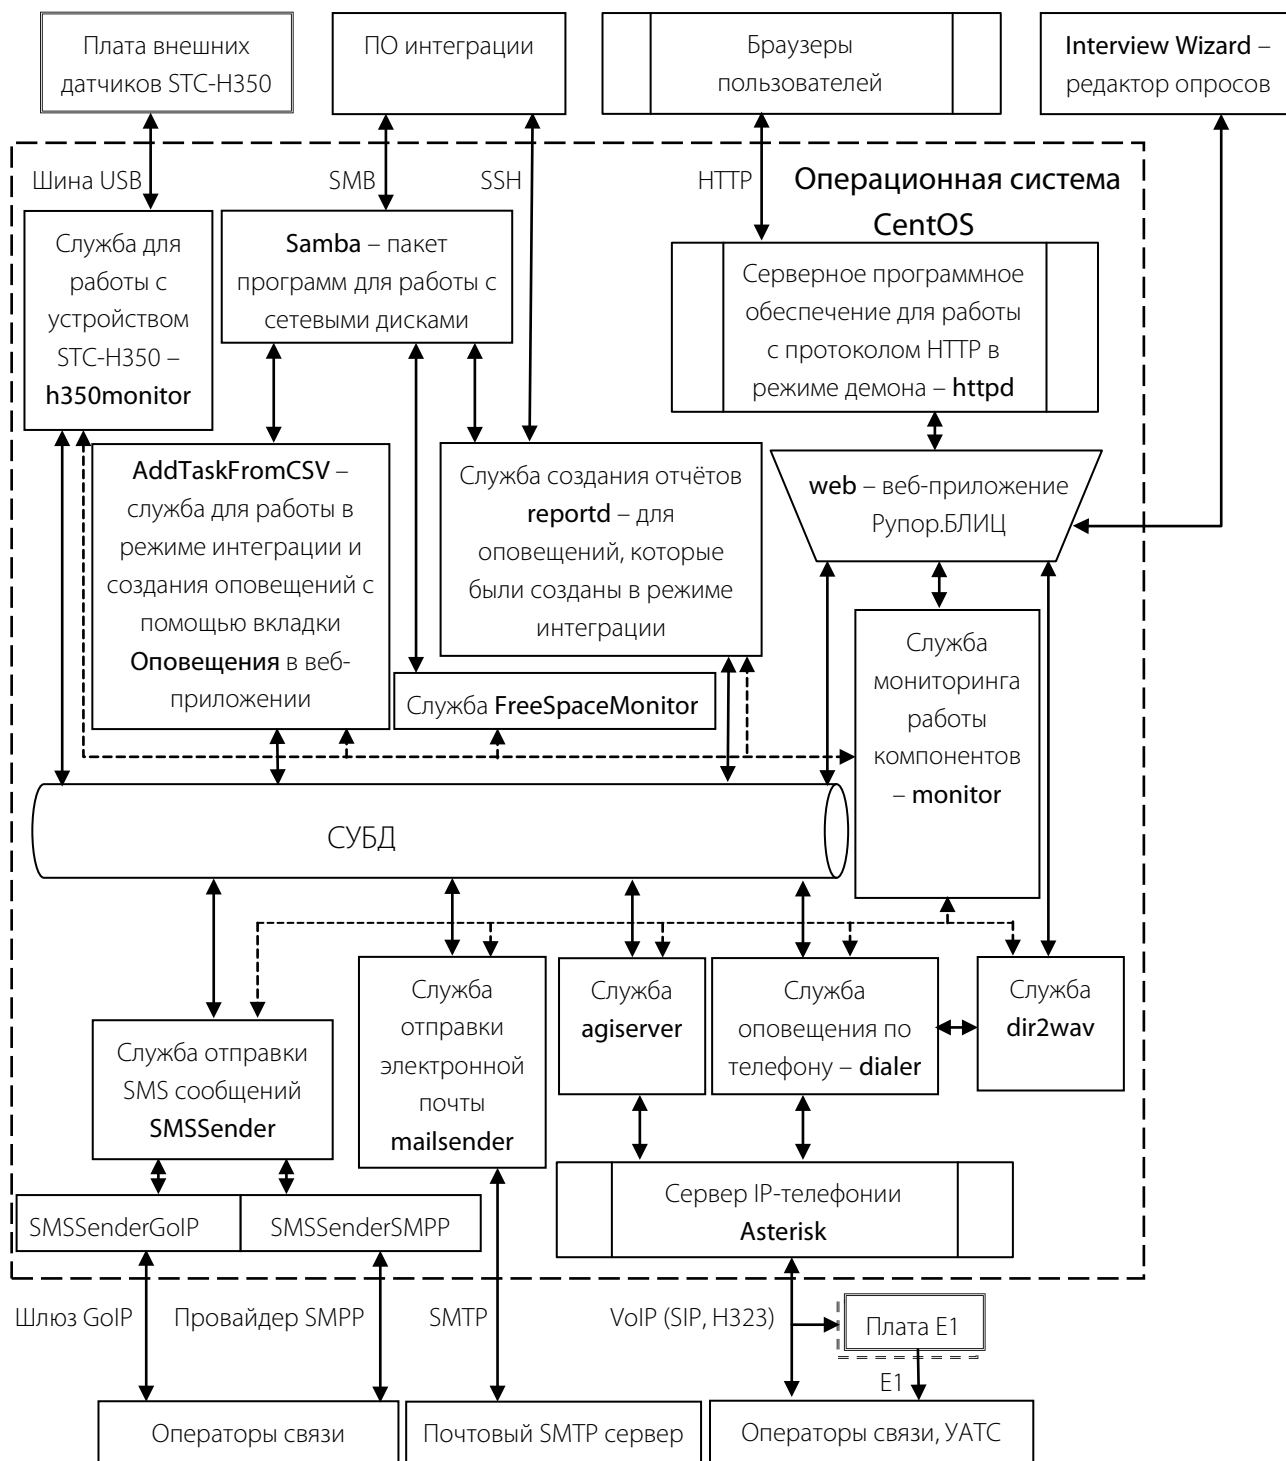 Плата внешних
датчиков STC-H350
ПО интеграции
Браузеры
пользователей
Interview Wizard –
редактор опросов
Шина USB
SMB
SSH
HTTP
Операционная система
CentOS
Служба для
работы с
устройством
STC-H350 –
h350monitor
Samba – пакет
программ для работы с
сетевыми дисками
Серверное программное
обеспечение для работы
с протоколом HTTP в
режиме демона – httpd
AddTaskFromCSV –
служба для работы в
режиме интеграции и
создания оповещений с
помощью вкладки
Оповещения в веб-
приложении
Служба создания отчётов
reportd – для
оповещений, которые
были созданы в режиме
интеграции
web – веб-приложение
Рупор.БЛИЦ
Служба FreeSpaceMonitor
Служба
мониторинга
работы
компонентов
– monitor
СУБД
Служба отправки
SMS сообщений
SMSSender
Служба
отправки
электронной
почты
mailsender
Служба
agiserver
Служба
оповещения по
телефону – dialer
Служба
dir2wav
SMSSenderGoIP
SMSSenderSMPP
Сервер IP-телефонии
Asterisk
Шлюз GoIP
Провайдер SMPP
SMTP
VoIP (SIP, H323)
Плата E1
E1
Операторы связи
Почтовый SMTP сервер
Операторы связи, УАТС